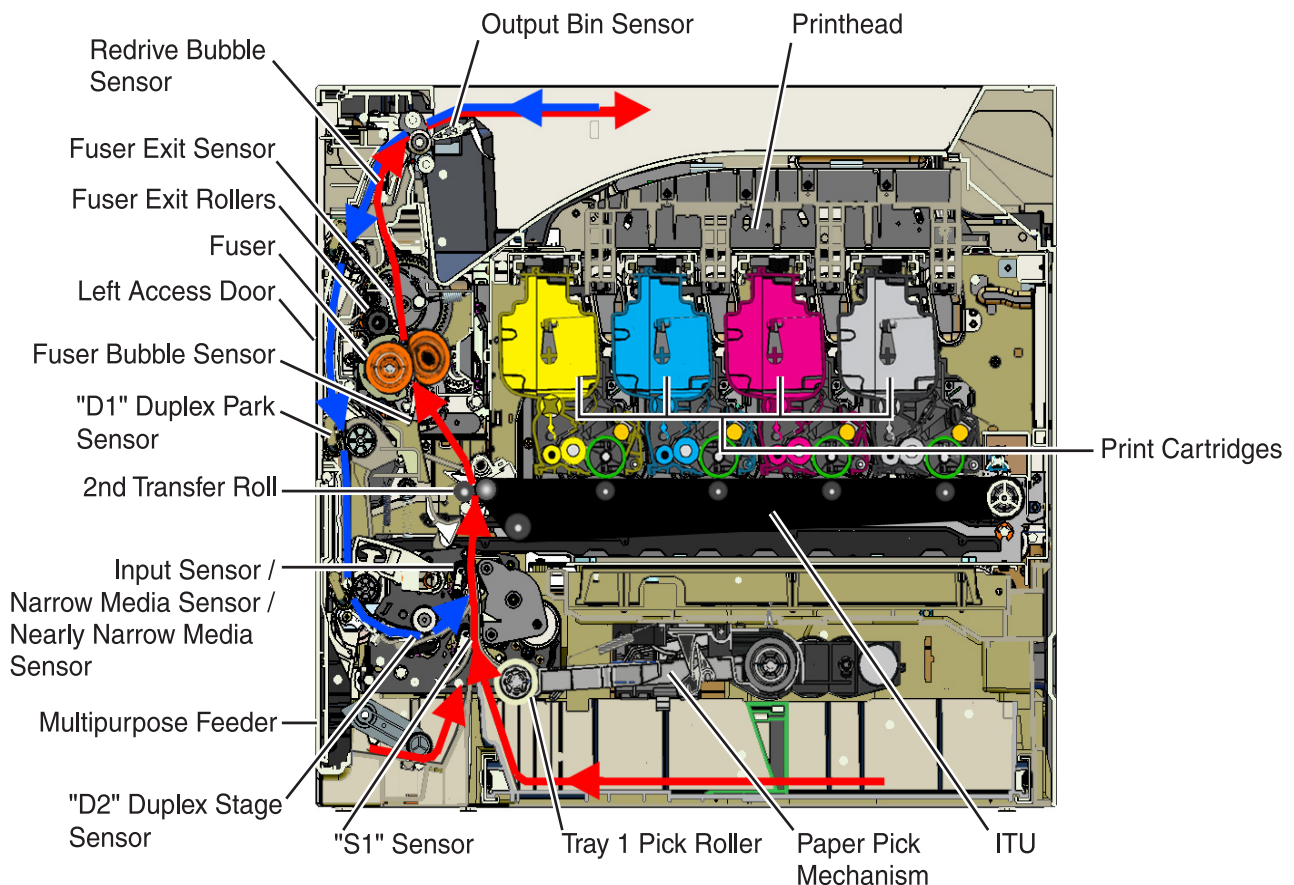 Output Bin Sensor
Printhead
Redrive Bubble
Sensor
Fuser Exit Sensor
Fuser Exit Rollers
Fuser
Left Access Door
Fuser Bubble Sensor
"D1" Duplex Park
Sensor
2nd Transfer Roll
Print Cartridges
Input Sensor /
Narrow Media Sensor /
Nearly Narrow Media
Sensor
Multipurpose Feeder
"D2" Duplex Stage
Sensor
"S1" Sensor
Tray 1 Pick Roller
Paper Pick
Mechanism
ITU